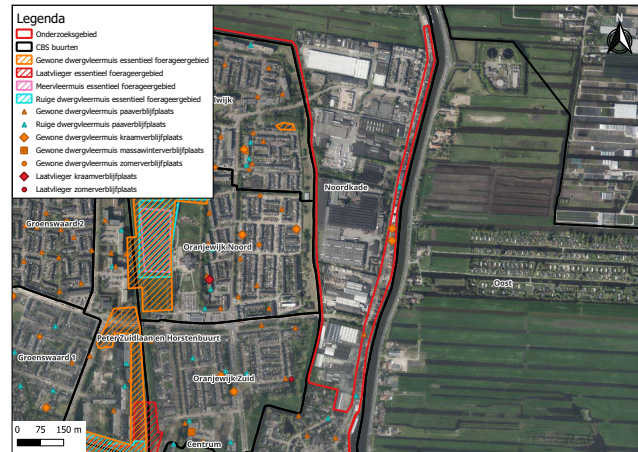 Legenda
Onderzoeksgebied
CBS buurten
Gewone dwergvleermuis essentieel foerageergebied
Laatvlieger essentieel foerageergebied
Meervleermuis essentieel foerageergebied
Ruige dwergvleermuis essentieel foerageergebied
Gewone dwergvleermuis paaverblijfplaats
Ruige dwergvleermuis paaverblijfplaats
Gewone dwergvleermuis kraamverblijfplaats
Gewone dwergvleermuis massawinterverblijfplaats
Gewone dwergvleermuis zomerverblijfplaats
Laatvlieger kraamverblijfplaats
Laatvlieger zomerverblijfplaats
N
Noordkade
Groenswaard 2
Oranjewijk Noord
Oost
Peter Zuidlaan en Horstenbuurt
Groenswaard 1
Oranjewijk Zuid
Centrum
0 75 150 m